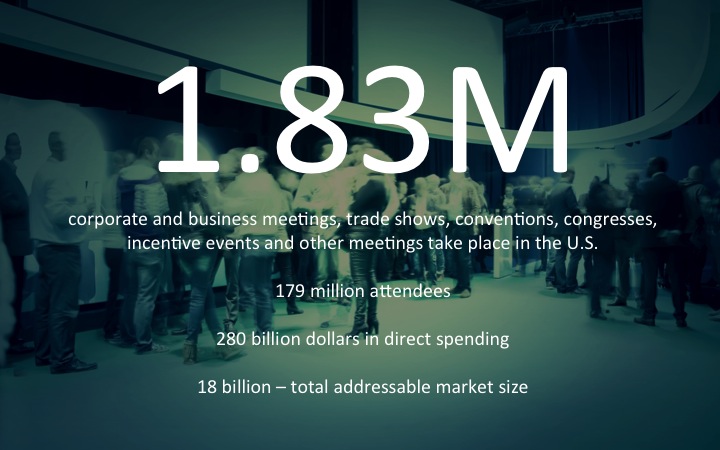 1.83M
corporate and business meetings, trade shows, conventions, congresses,
incentive events and other meetings take place in the U.S.
179 million attendees
280 billion dollars in direct spending
18 billion – total addressable market size